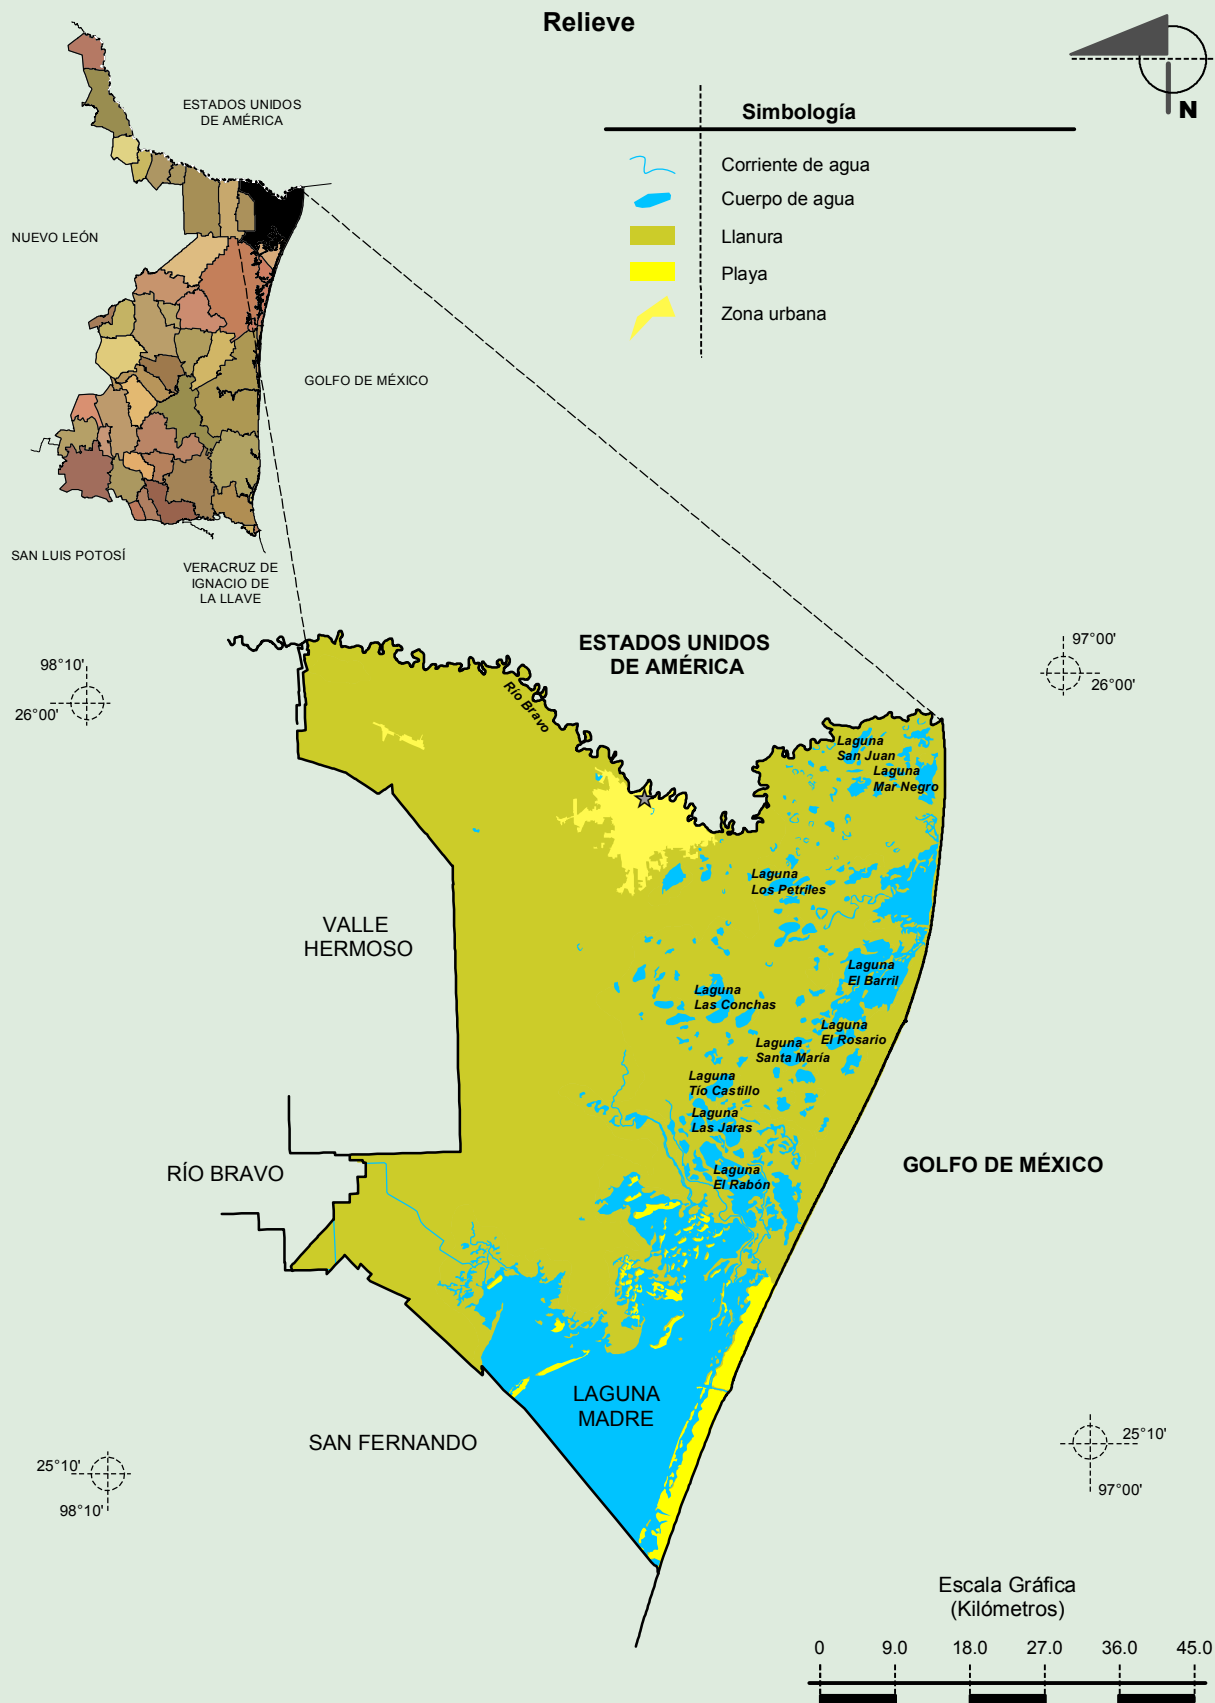 Relieve
N
Simbología
Corriente de agua
Cuerpo de agua
Llanura
Playa
Zona urbana
ESTADOS UNIDOS
DE AMÉRICA
NUEVO LEÓN
GOLFO DE MÉXICO
SAN LUIS POTOSÍ
VERACRUZ DE
IGNACIO DE
LA LLAVE
ESTADOS UNIDOS
DE AMÉRICA
98°10'
26°00'
97°00'
26°00'
Río Bravo
Laguna
San Juan
Laguna
Mar Negro
Laguna
Los Petriles
VALLE
HERMOSO
Laguna
El Barril
Laguna
Las Conchas
Laguna
El Rosario
Laguna
Santa María
Laguna
Tío Castillo
Laguna
Las Jaras
Laguna
El Rabón
RÍO BRAVO
GOLFO DE MÉXICO
LAGUNA
MADRE
SAN FERNANDO
25°10'
98°10'
25°10'
97°00'
Escala Gráfica
(Kilómetros)
0 9.0 18.0 27.0 36.0 45.0